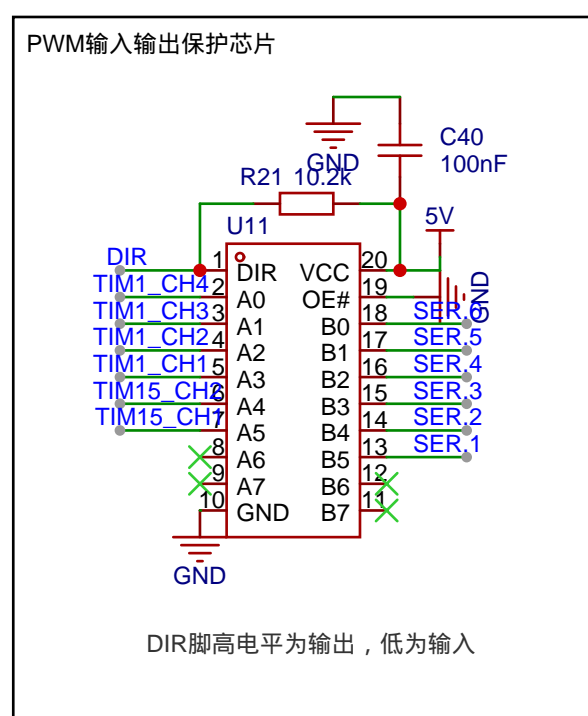 PWM输入输出保护芯片
C40
100nF
GND
R21 10.2k
U11
5V
DIR
TIM1_CH4
TIM1_CH3
TIM1_CH2
TIM1_CH1
TIM15_CH2
TIM15_CH1
1 DIR VCC 20
2 A0 OE# 19
3 A1 B0 18
4 A2 B1 17
5 A3 B2 16
6 A4 B3 15
7 A5 B4 14
8 A6 B5 13
9 A7 B6 12
10 GND B7 11
GND
SER.6
SER.5
SER.4
SER.3
SER.2
SER.1
GND
DIR脚高电平为输出，低为输入